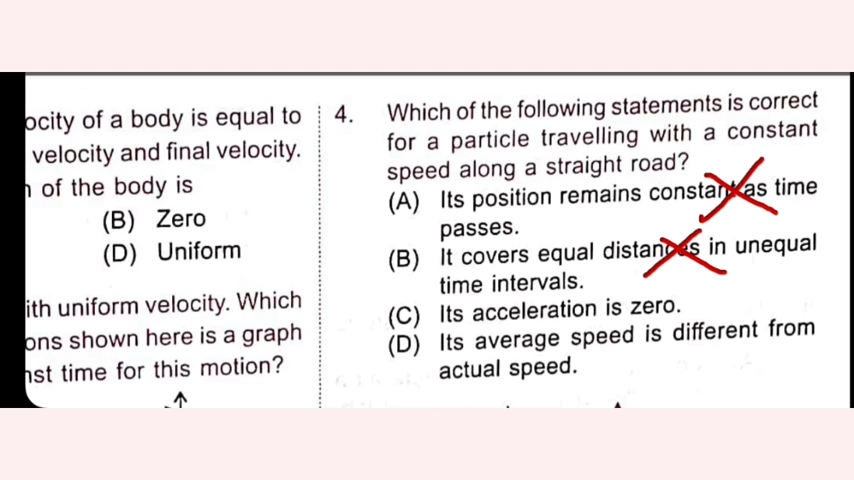 ocity of a body is equal to
velocity and final velocity.
of the body is
(B) Zero
(D) Uniform
ith uniform velocity. Which
ons shown here is a graph
nst time for this motion?
4. Which of the following statements is correct
for a particle travelling with a constant
speed along a straight road?
(A) Its position remains constant as time
passes.
(B) It covers equal distances in unequal
time intervals.
(C) Its acceleration is zero.
(D) Its average speed is different from
actual speed.